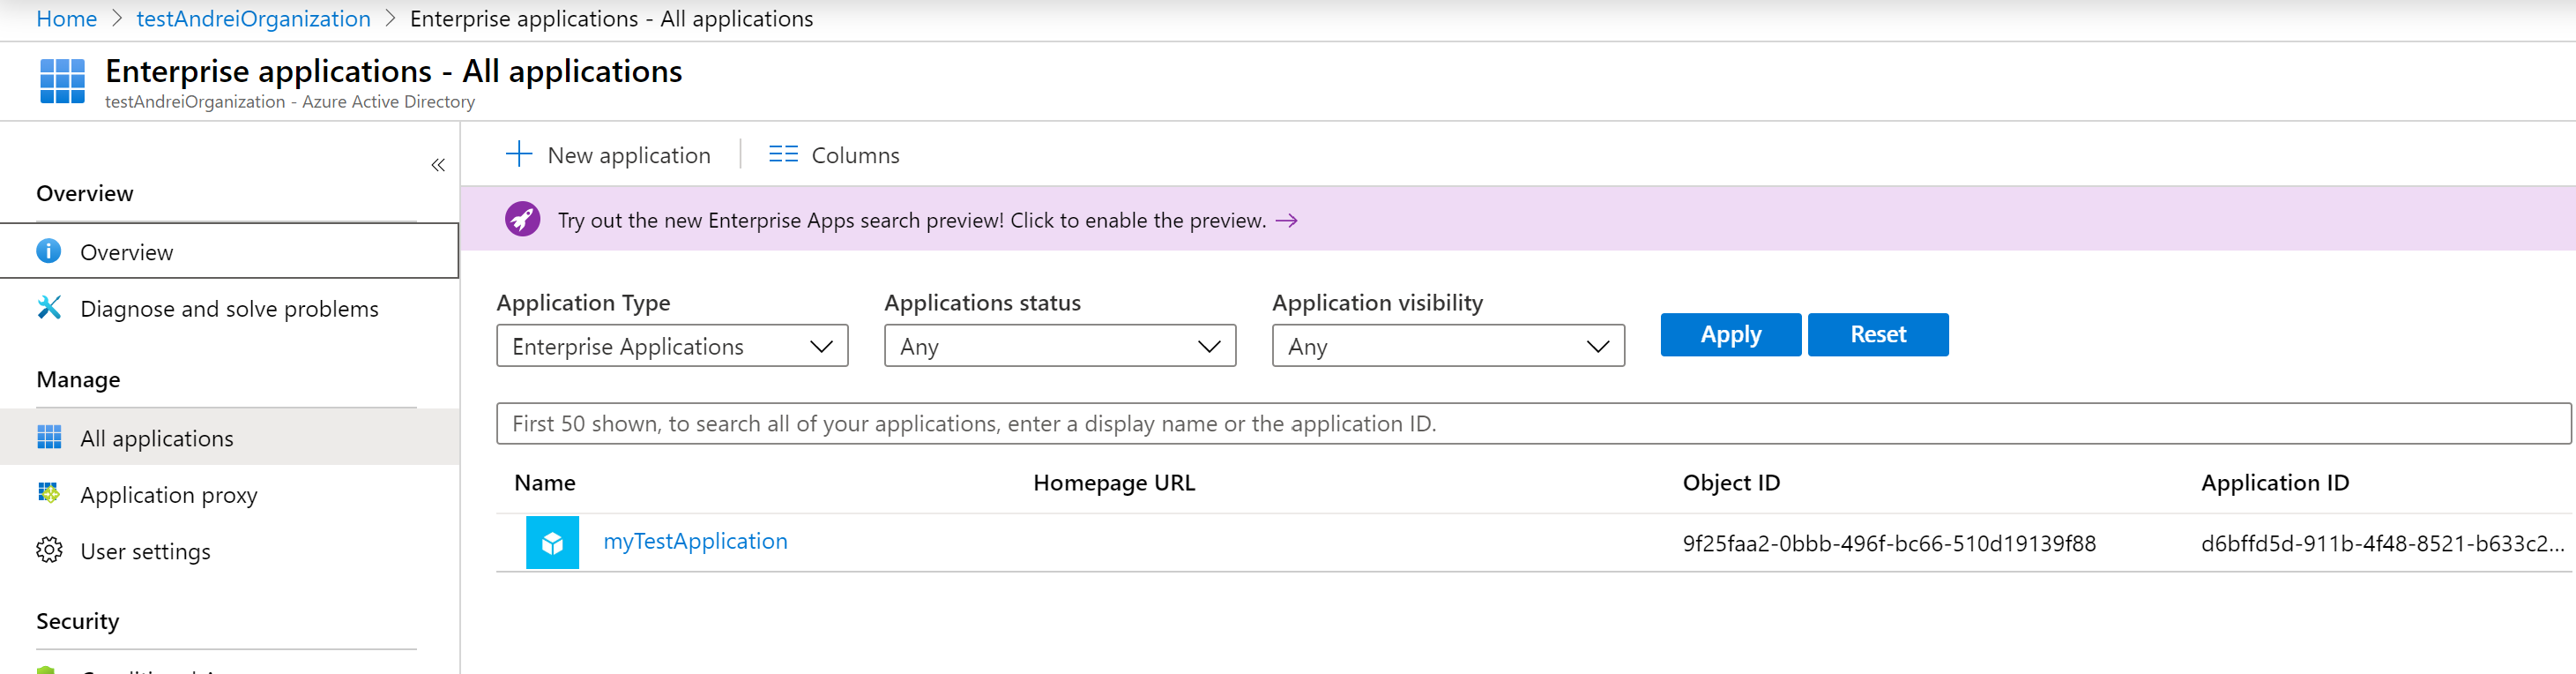 Home > testAndreiOrganization > Enterprise applications - All applications
Enterprise applications - All applications
testAndreiOrganization - Azure Active Directory
«
New application
Columns
Overview
Try out the new Enterprise Apps search preview! Click to enable the preview. →
Overview
Diagnose and solve problems
Application Type
Applications status
Application visibility
Enterprise Applications
Any
Any
Apply
Reset
Manage
All applications
Application proxy
User settings
Security
First 50 shown, to search all of your applications, enter a display name or the application ID.
Name Homepage URL Object ID Application ID
myTestApplication 9f25faa2-0bbb-496f-bc66-510d19139f88 d6bffd5d-911b-4f48-8521-b633c2...